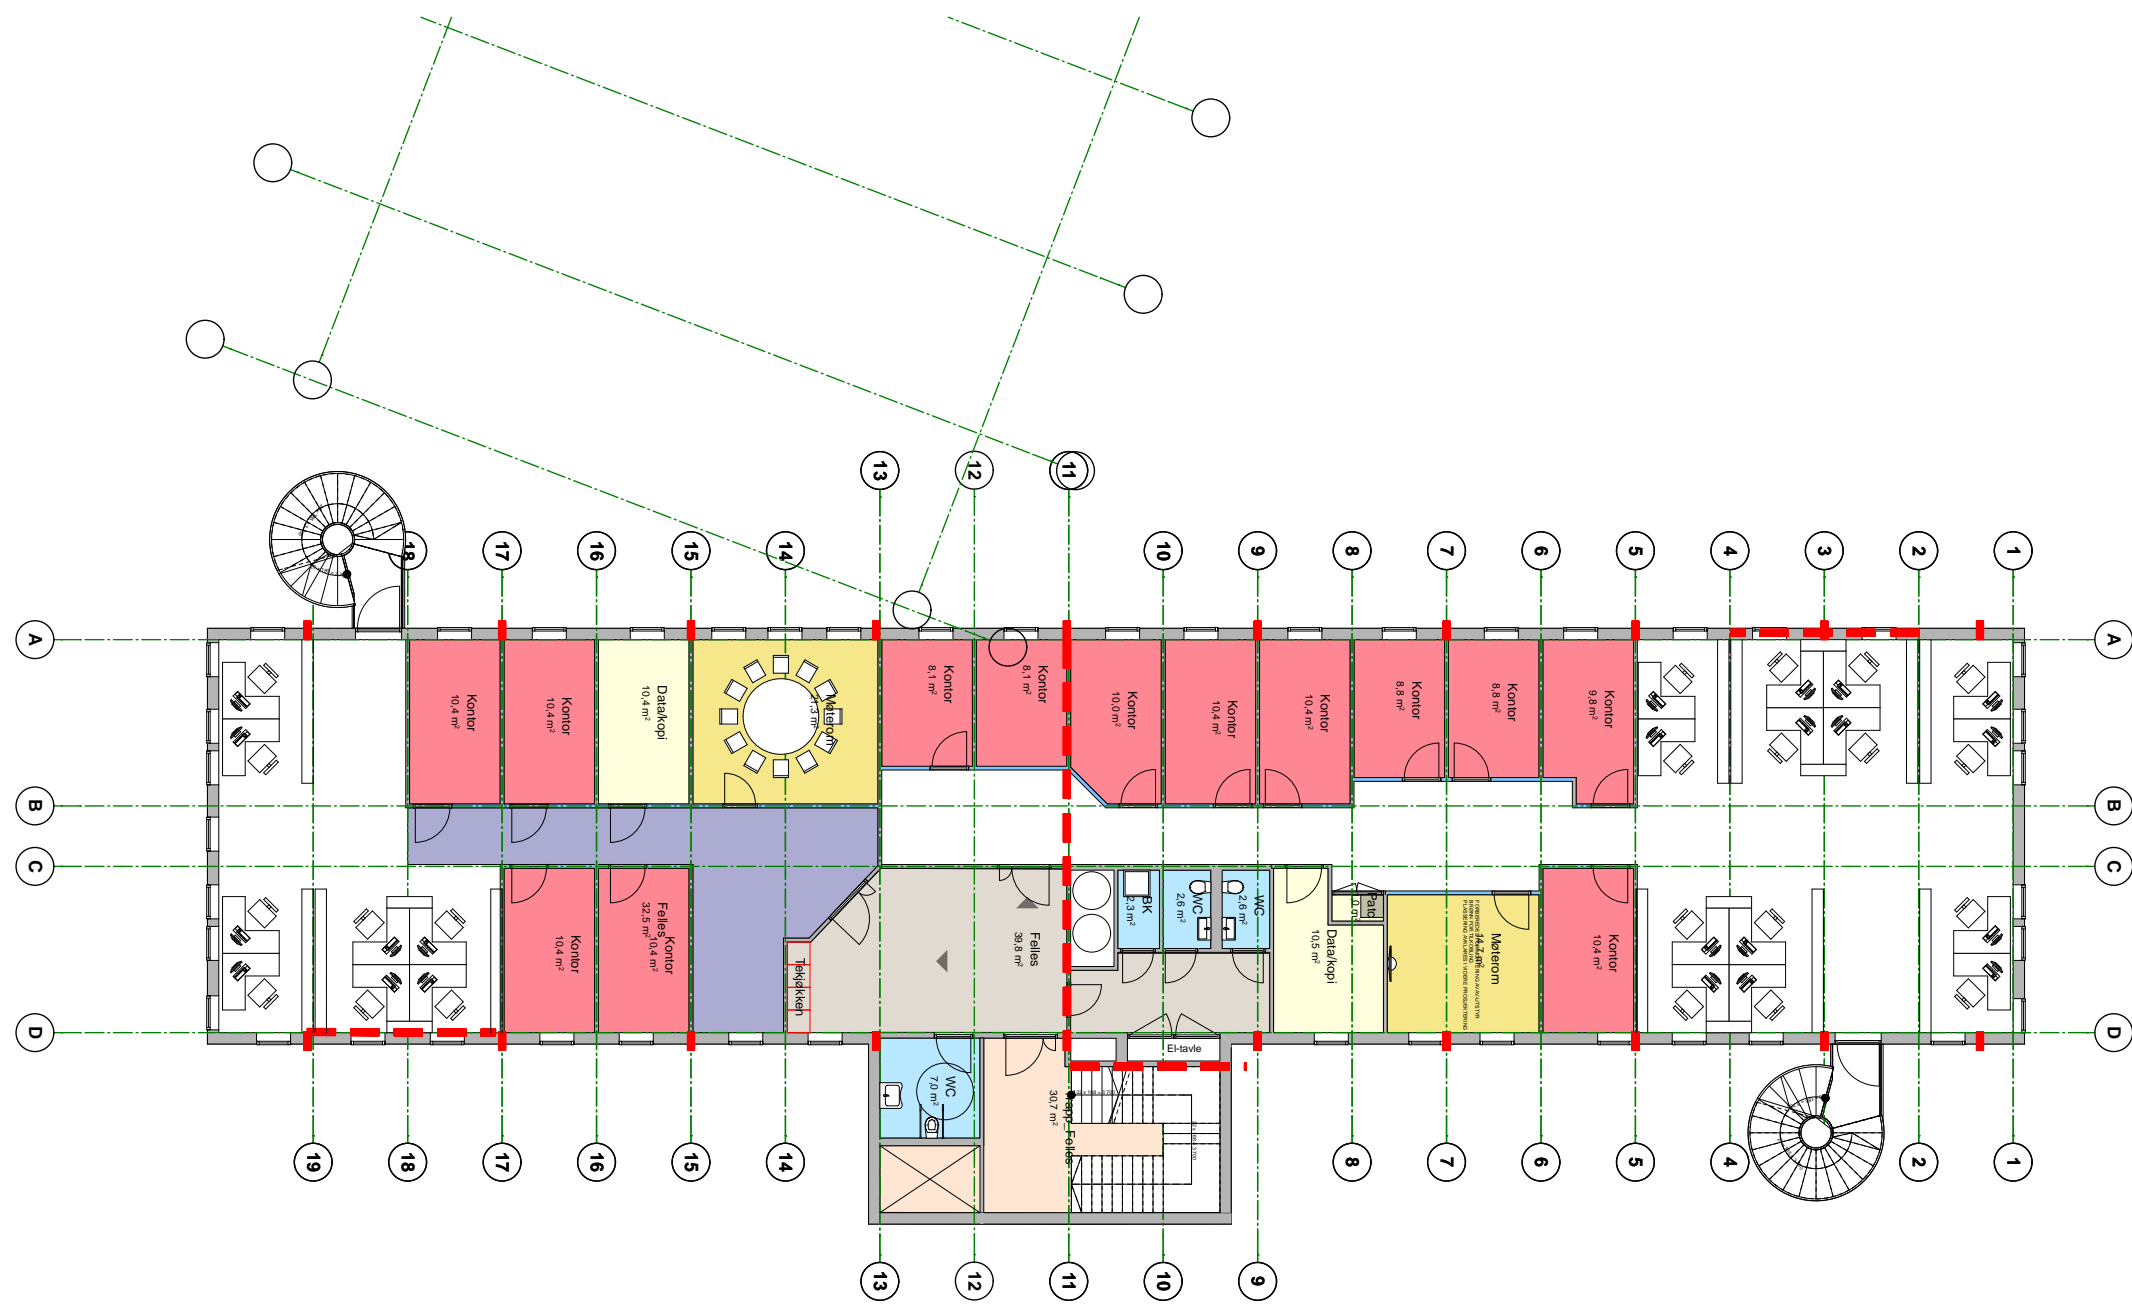 13
12
11
18
17
16
15
14
10
9
8
7
6
5
4
3
2
1
A
A
Kontor
10,4 m²
Kontor
10,4 m²
Data/kopi
10,4 m²
Møterom
Kontor
8,1 m²
Kontor
8,1 m²
Kontor
10,0 m²
Kontor
10,4 m²
Kontor
10,4 m²
Kontor
8,8 m²
Kontor
8,8 m²
Kontor
9,8 m²
B
B
C
C
Kontor
10,4 m²
Felles
32,5 m²
Kontor
10,4 m²
Tekjøkken
Felles
39,8 m²
BK
2,3 m²
WC
2,6 m²
WC
2,6 m²
Data/kopi
10,5 m²
Møterom
Kontor
10,4 m²
D
D
El-tavle
WC
7,0 m²
Trapp_Felles
30,7 m²
19
18
17
16
15
14
8
7
6
5
4
2
1
13
12
11
10
9